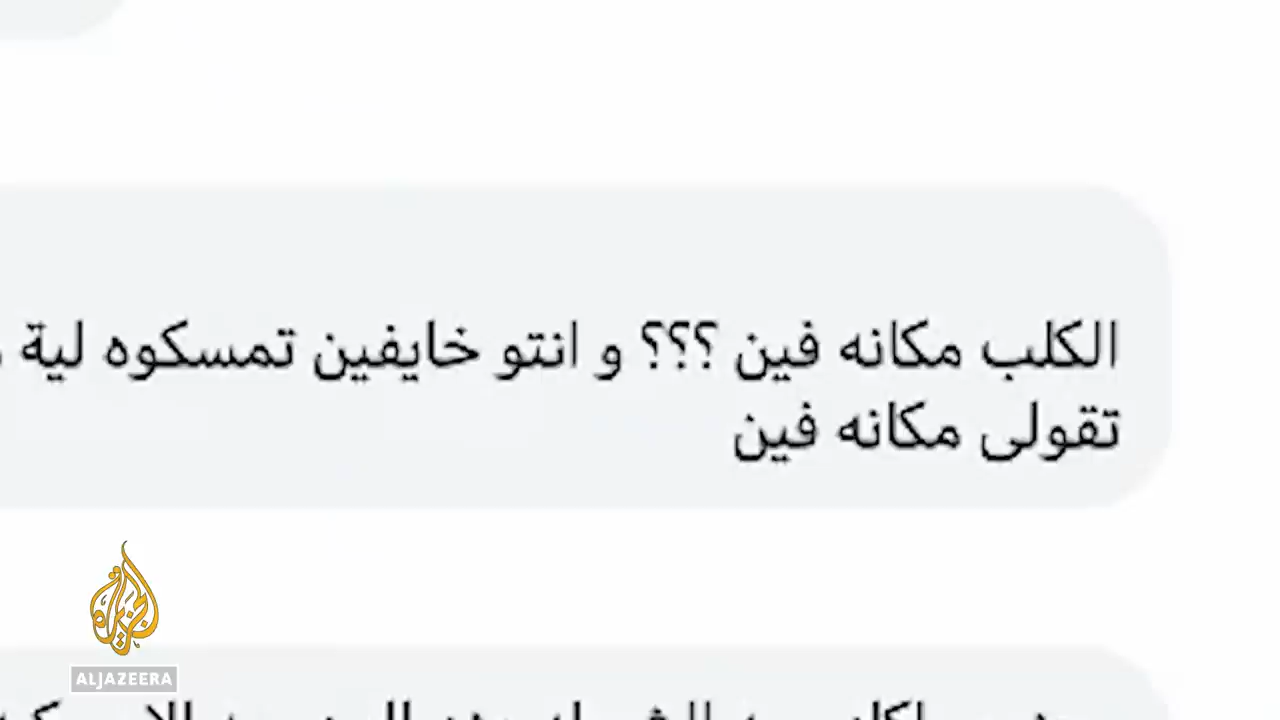 الكلب مكانه فين ؟؟؟ و انتو خايفين تمسكوه لية
تقولى مكانه فين
ALJAZEERA